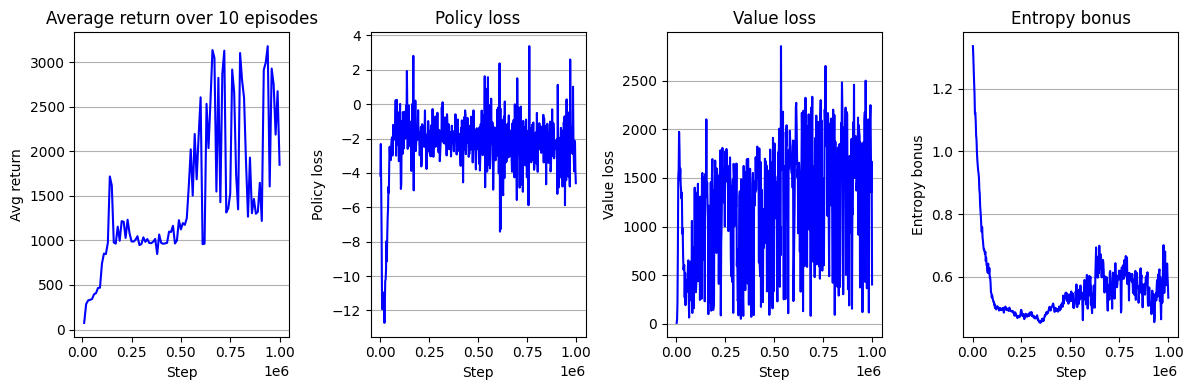 Average return over 10 episodes
Avg return
3000
2500
2000
1500
1000
500
0
0.00 0.25 0.50 0.75 1.00
1e6
Step
Policy loss
Policy loss
4
2
0
−2
−4
−6
−8
−10
−12
0.00 0.25 0.50 0.75 1.00
1e6
Step
Value loss
Value loss
2500
2000
1500
1000
500
0
0.00 0.25 0.50 0.75 1.00
1e6
Step
Entropy bonus
Entropy bonus
1.2
1.0
0.8
0.6
0.00 0.25 0.50 0.75 1.00
1e6
Step